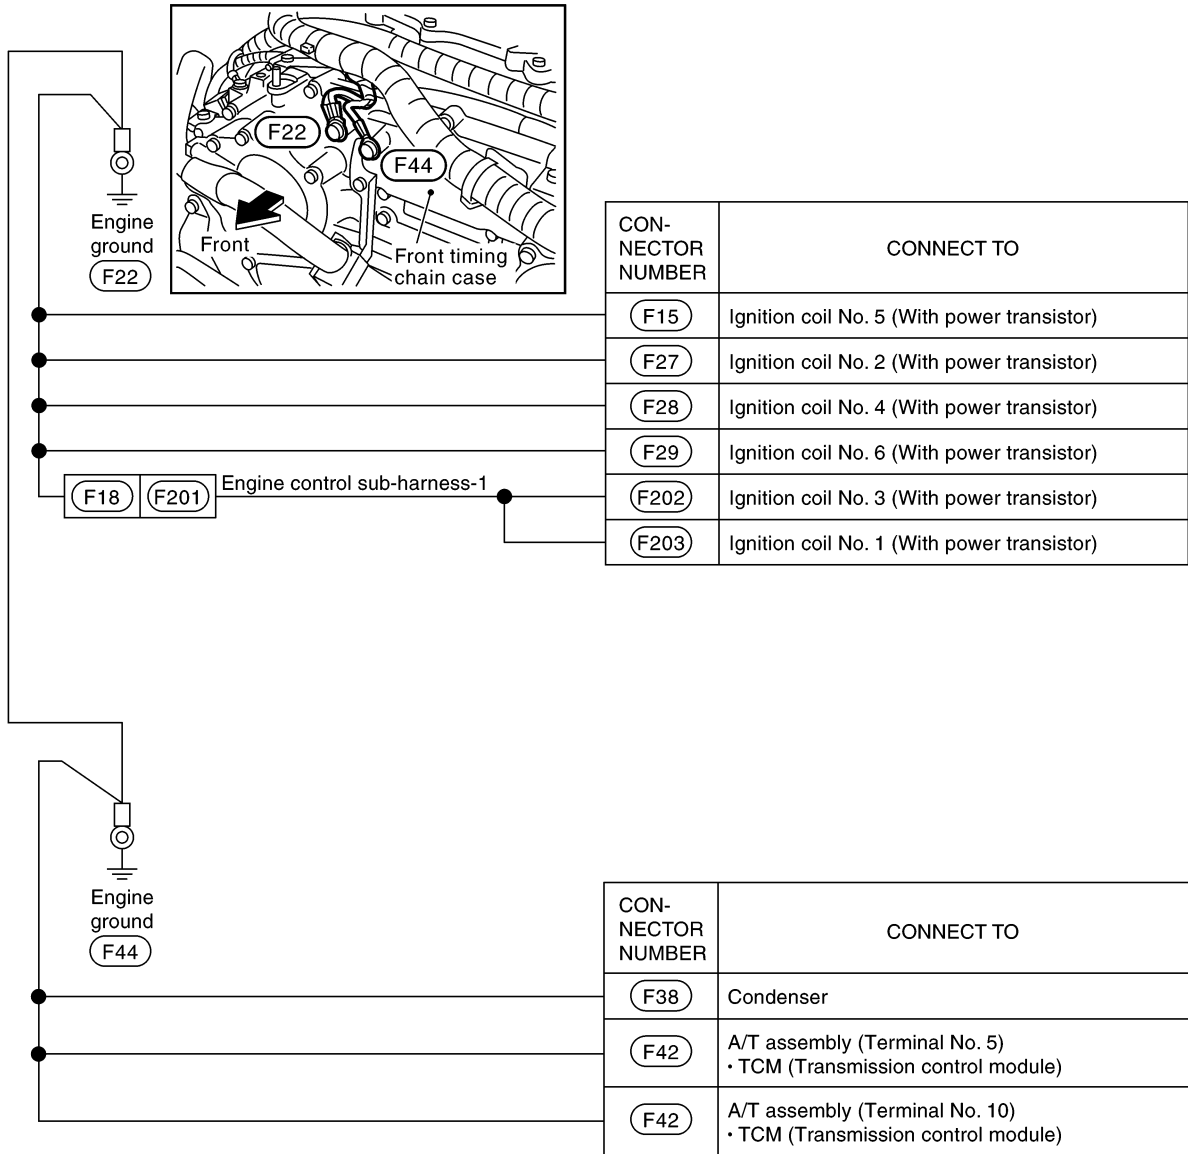 F22
F44
Front
Front timing
chain case
Engine
ground
F22
CON-
NECTOR
NUMBER
CONNECT TO
F15
Ignition coil No. 5 (With power transistor)
F27
Ignition coil No. 2 (With power transistor)
F28
Ignition coil No. 4 (With power transistor)
F29
Ignition coil No. 6 (With power transistor)
F18
F201
Engine control sub-harness-1
F202
Ignition coil No. 3 (With power transistor)
F203
Ignition coil No. 1 (With power transistor)
Engine
ground
F44
CON-
NECTOR
NUMBER
CONNECT TO
F38
Condenser
F42
A/T assembly (Terminal No. 5)
• TCM (Transmission control module)
F42
A/T assembly (Terminal No. 10)
• TCM (Transmission control module)